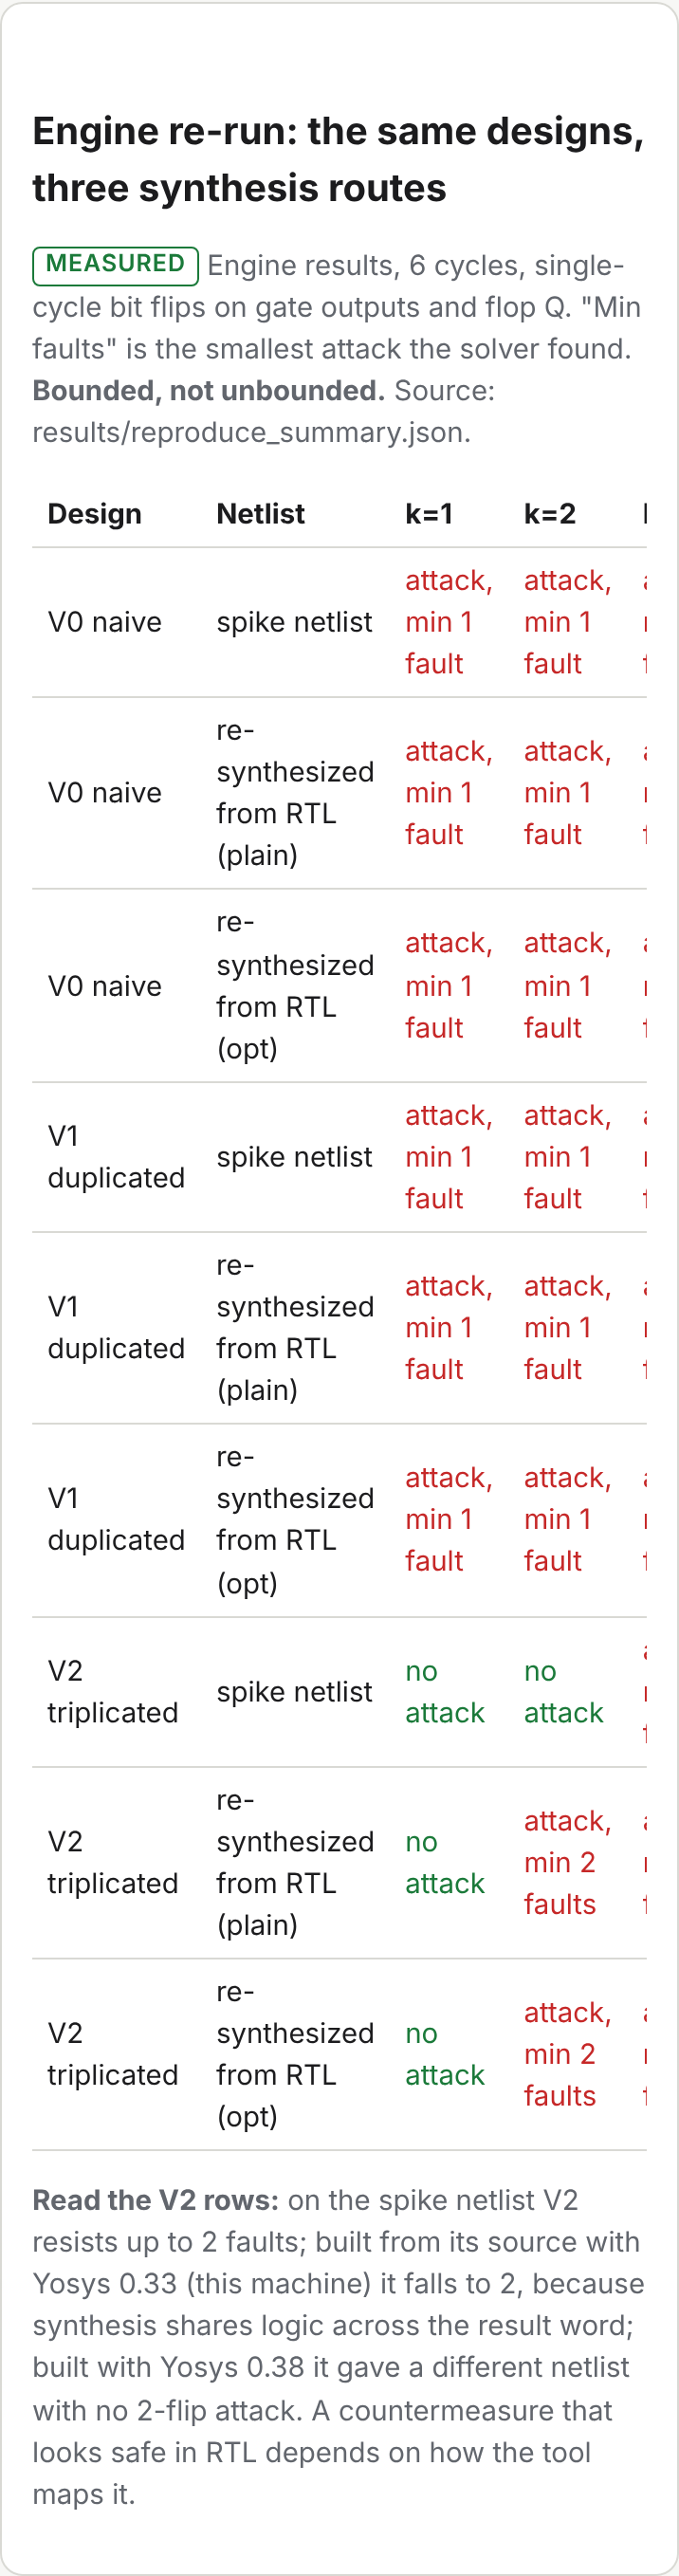 Engine re-run: the same designs,
three synthesis routes
MEASURED Engine results, 6 cycles, single-
cycle bit flips on gate outputs and flop Q. "Min
faults" is the smallest attack the solver found.
Bounded, not unbounded. Source:
results/reproduce_summary.json.
Design Netlist k=1 k=2
V0 naive spike netlist attack, min 1 fault attack, min 1 fault
V0 naive re-synthesized from RTL (plain) attack, min 1 fault attack, min 1 fault
V0 naive re-synthesized from RTL (opt) attack, min 1 fault attack, min 1 fault
V1 duplicated spike netlist attack, min 1 fault attack, min 1 fault
V1 duplicated re-synthesized from RTL (plain) attack, min 1 fault attack, min 1 fault
V1 duplicated re-synthesized from RTL (opt) attack, min 1 fault attack, min 1 fault
V2 triplicated spike netlist no attack no attack
V2 triplicated re-synthesized from RTL (plain) no attack attack, min 2 faults
V2 triplicated re-synthesized from RTL (opt) no attack attack, min 2 faults
Read the V2 rows: on the spike netlist V2
resists up to 2 faults; built from its source with
Yosys 0.33 (this machine) it falls to 2, because
synthesis shares logic across the result word;
built with Yosys 0.38 it gave a different netlist
with no 2-flip attack. A countermeasure that
looks safe in RTL depends on how the tool
maps it.